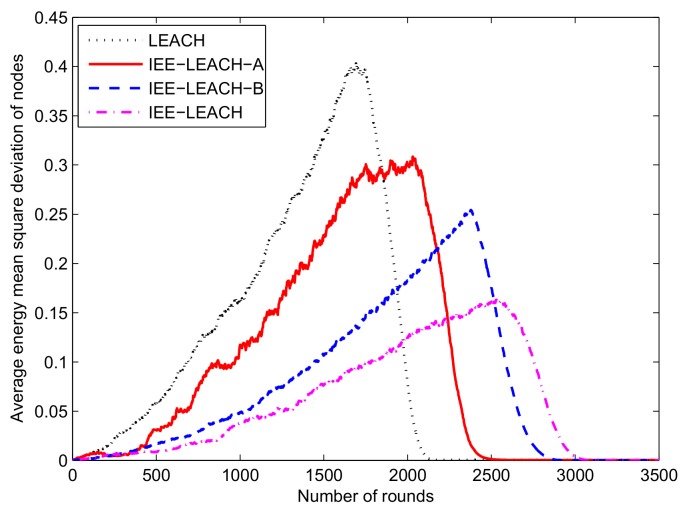 LEACH
IEE−LEACH−A
IEE−LEACH−B
IEE−LEACH
Average energy mean square deviation of nodes
0.4
0.35
0.3
0.25
0.2
0.15
0.1
0.05
0
0 500 1000 1500 2000 2500 3000 3500
Number of rounds